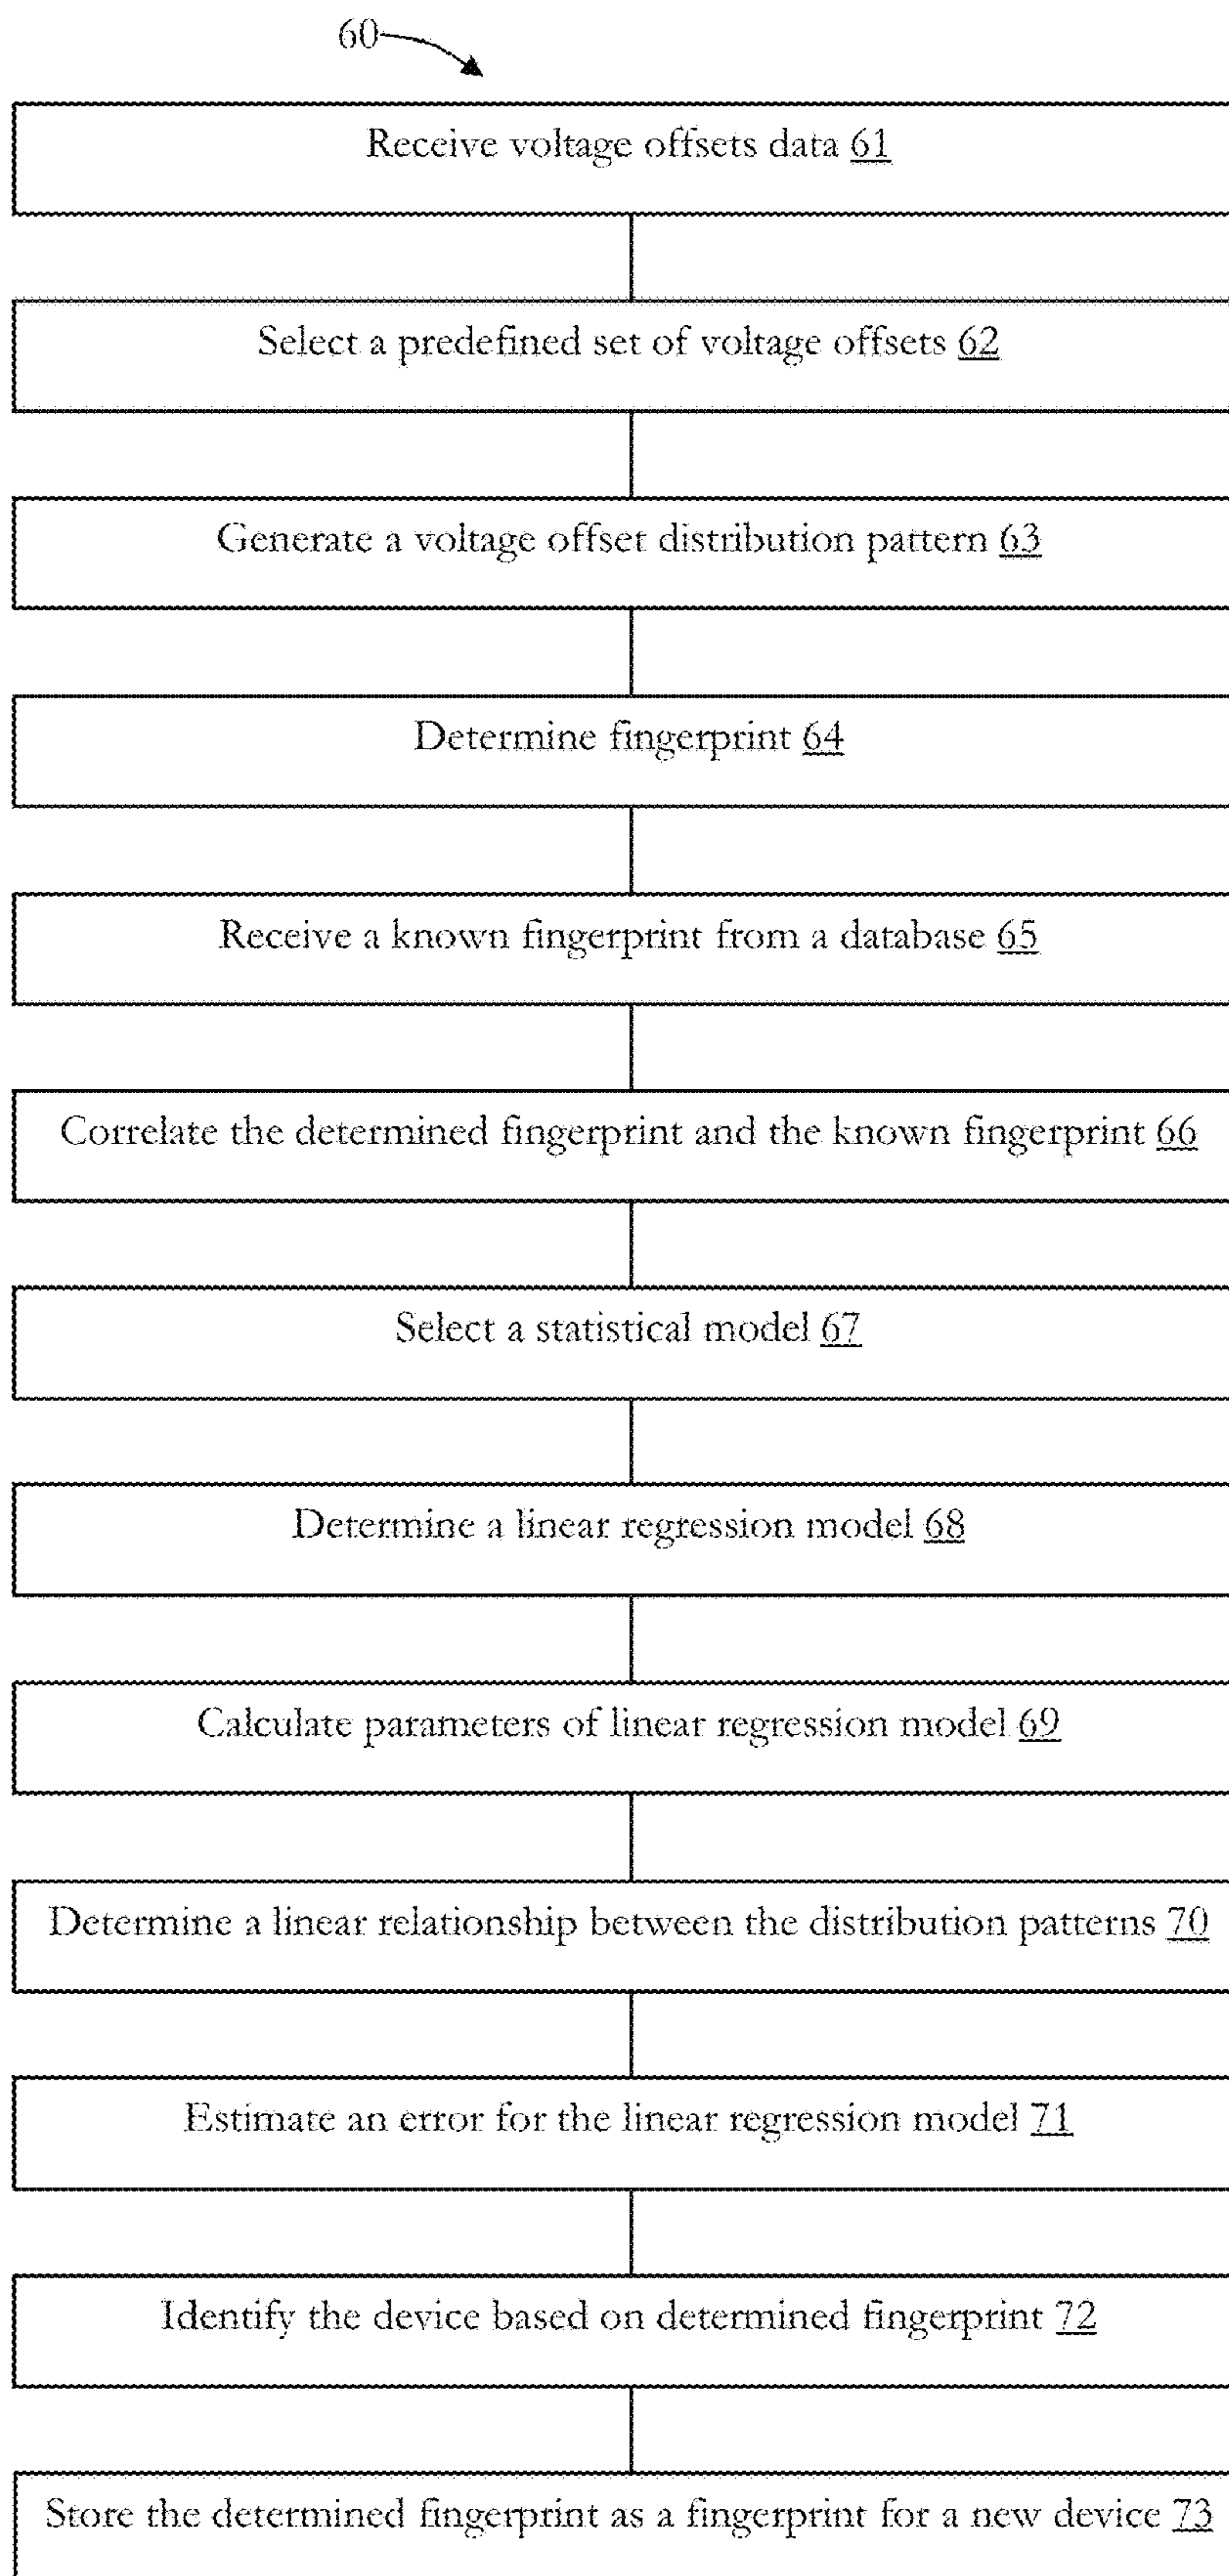 60
Receive voltage offsets data 61
Select a predefined set of voltage offsets 62
Generate a voltage offset distribution pattern 63
Determine fingerprint 64
Receive a known fingerprint from a database 65
Correlate the determined fingerprint and the known fingerprint 66
Select a statistical model 67
Determine a linear regression model 68
Calculate parameters of linear regression model 69
Determine a linear relationship between the distribution patterns 70
Estimate an error for the linear regression model 71
Identify the device based on determined fingerprint 72
Store the determined fingerprint as a fingerprint for a new device 73